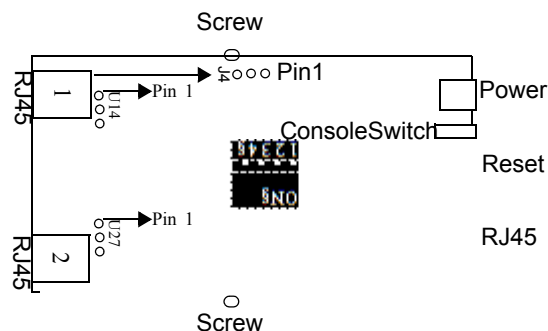 Screw
J4
Pin1
RJ45
1
U14
Pin 1
Power
ConsoleSwitch
Reset
U27
Pin 1
RJ45
2
RJ45
Screw